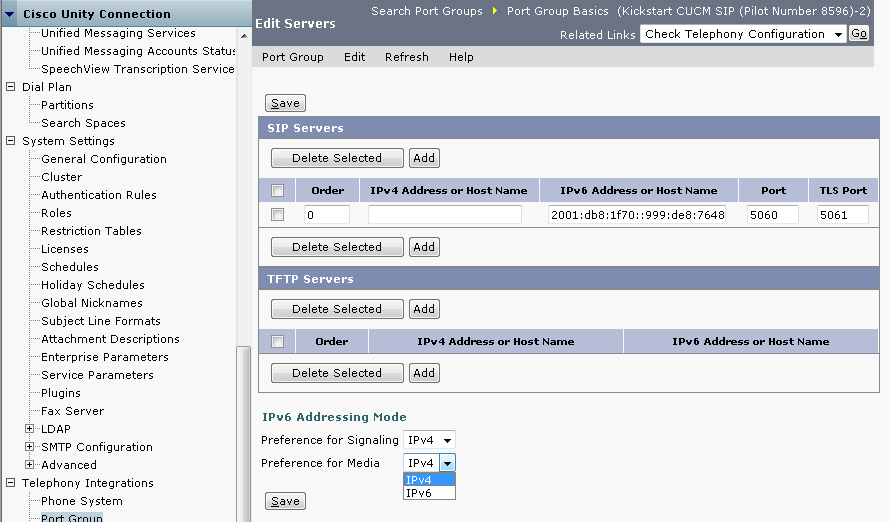 Cisco Unity Connection
Unified Messaging Services
Unified Messaging Accounts Status
SpeechView Transcription Service
Dial Plan
Partitions
Search Spaces
System Settings
General Configuration
Cluster
Authentication Rules
Roles
Restriction Tables
Licenses
Schedules
Holiday Schedules
Global Nicknames
Subject Line Formats
Attachment Descriptions
Enterprise Parameters
Service Parameters
Plugins
Fax Server
LDAP
SMTP Configuration
Advanced
Telephony Integrations
Phone System
Port Group
Edit Servers
Search Port Groups Port Group Basics (Kickstart CUCM SIP (Pilot Number 8596)-2)
Related Links Check Telephony Configuration Go
Port Group Edit Refresh Help
Save
SIP Servers
Delete Selected Add
Order IPv4 Address or Host Name IPv6 Address or Host Name Port TLS Port
0 2001:db8:1f70::999:de8:7648 5060 5061
Delete Selected Add
TFTP Servers
Delete Selected Add
Order IPv4 Address or Host Name IPv6 Address or Host Name
Delete Selected Add
IPv6 Addressing Mode
Preference for Signaling IPv4
Preference for Media IPv4
IPv4
IPv6
Save